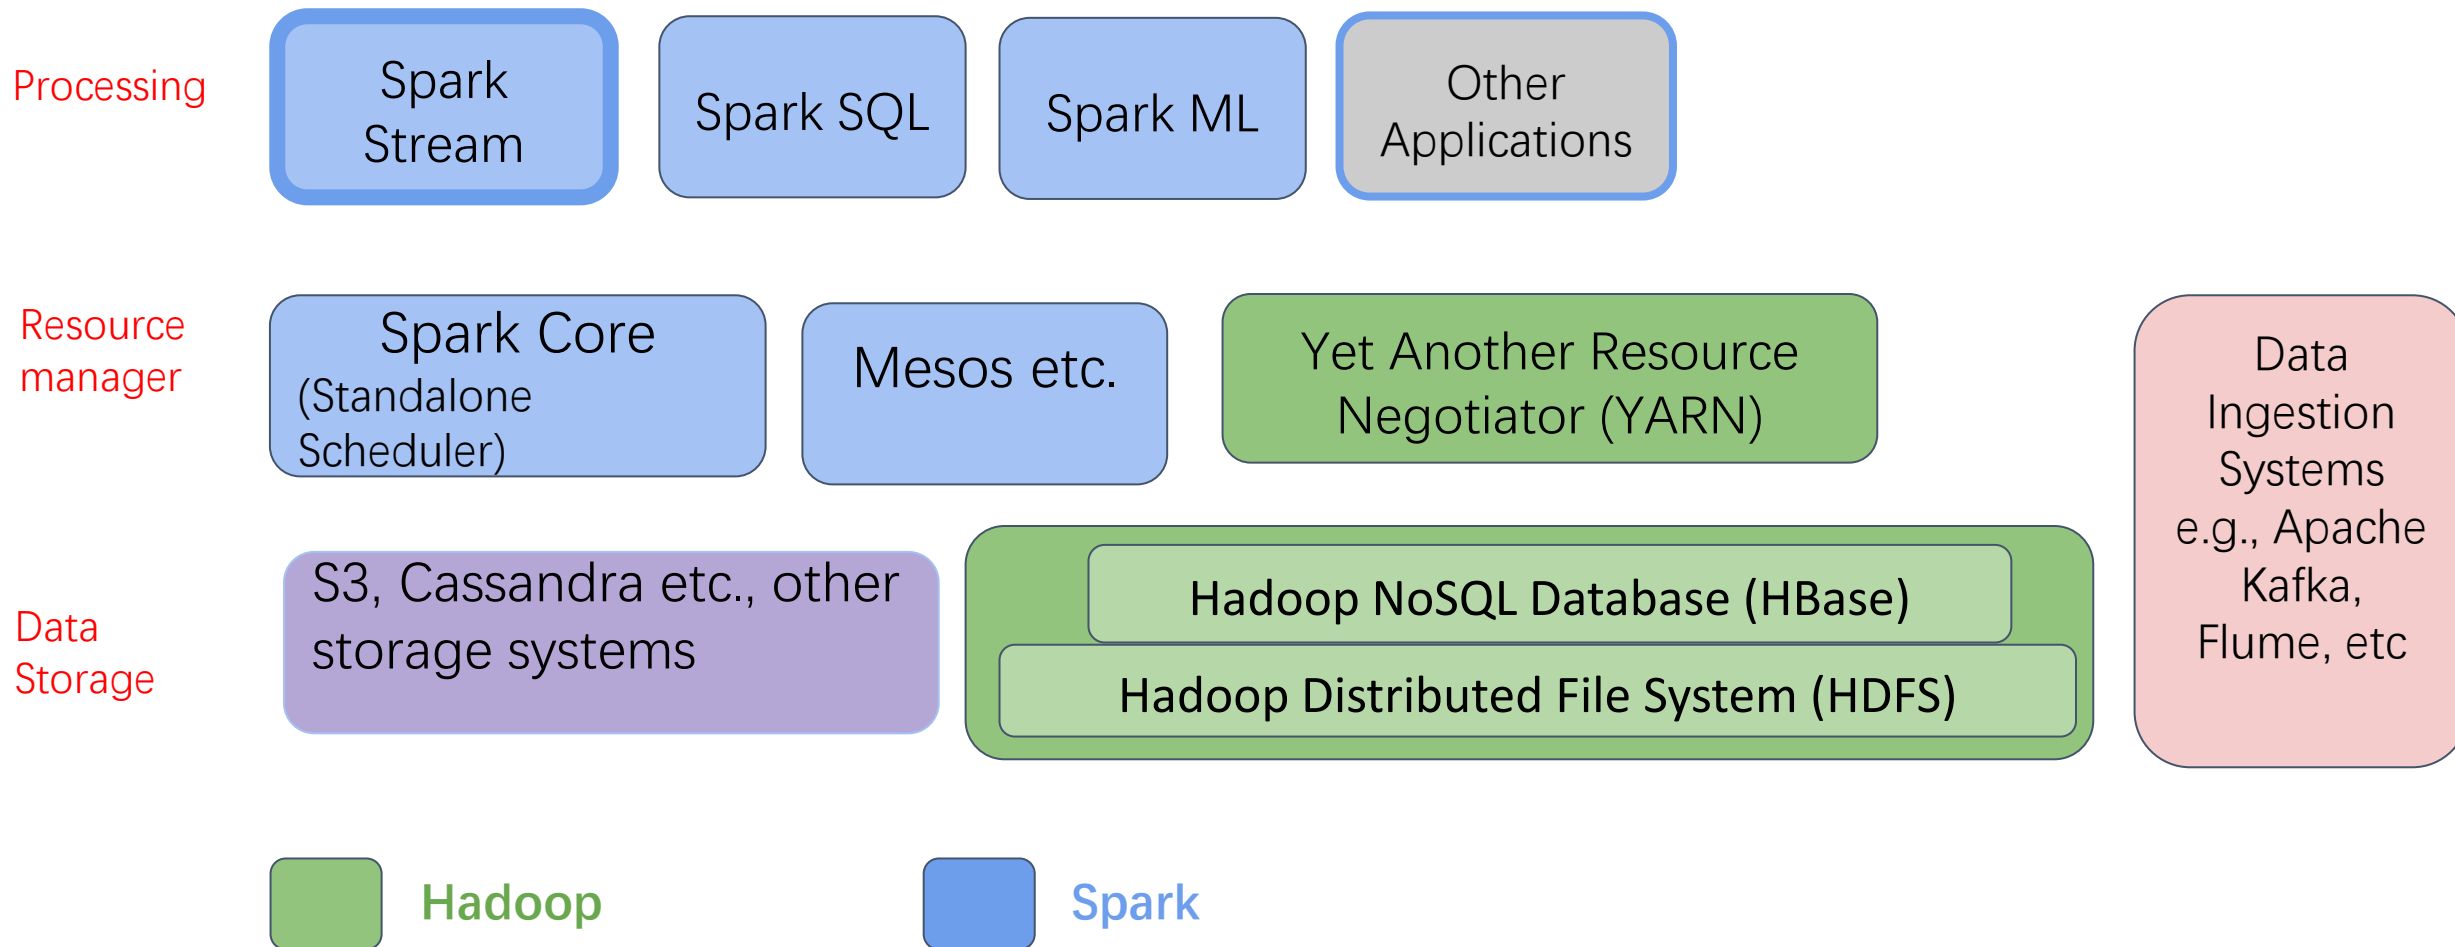 Processing
Spark
Stream
Spark SQL
Spark ML
Other
Applications
Resource
manager
Spark Core
(Standalone
Scheduler)
Mesos etc.
Yet Another Resource
Negotiator (YARN)
Data
Ingestion
Systems
e.g., Apache
Kafka,
Flume, etc
Data
Storage
S3, Cassandra etc., other
storage systems
Hadoop NoSQL Database (HBase)
Hadoop Distributed File System (HDFS)
Hadoop
Spark